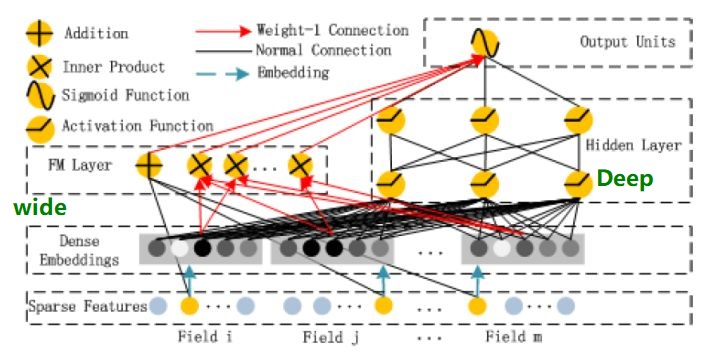 Addition
Weight-1 Connection
Normal Connection
Output Units
Inner Product
Embedding
Sigmoid Function
Activation Function
Hidden Layer
FM Layer
...
Deep
wide
Dense
Embeddings
...
Sparse Features
...
...
...
...
Field i
Field j
...
Field m